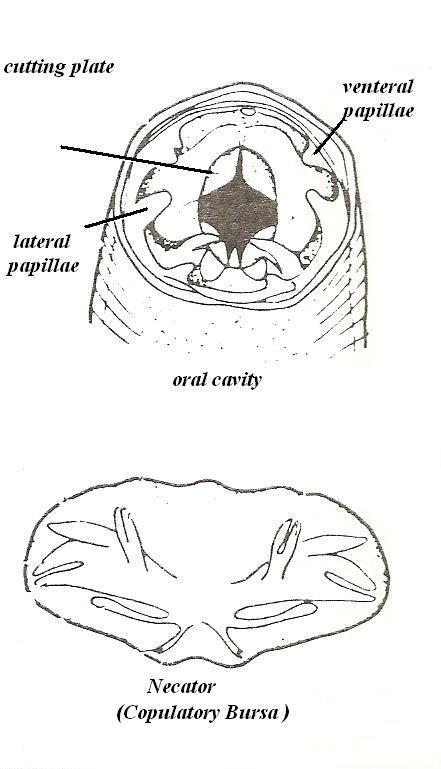 cutting plate
venteral
papillae
lateral
papillae
oral cavity
Necator
(Copulatory Bursa )